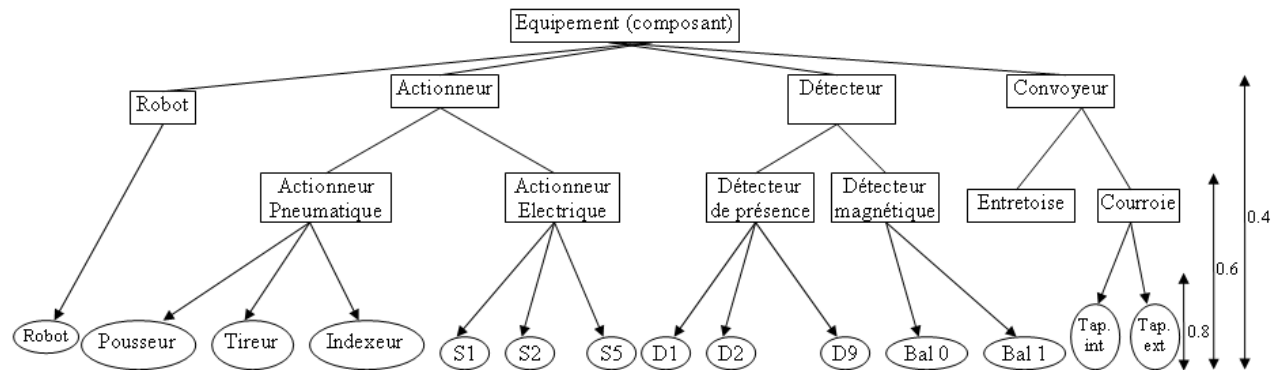 Equipement (composant)
Robot
Actionneur
Détecteur
Convoyeur
Actionneur
Pneumatique
Actionneur
Electrique
Détecteur
de présence
Détecteur
magnétique
Entretoise
Courroie
0.4
0.6
0.8
Robot
Pousseur
Tireur
Indexeur
S1
S2
S5
D1
D2
D9
Bal 0
Bal 1
Tap.
int
Tap.
ext